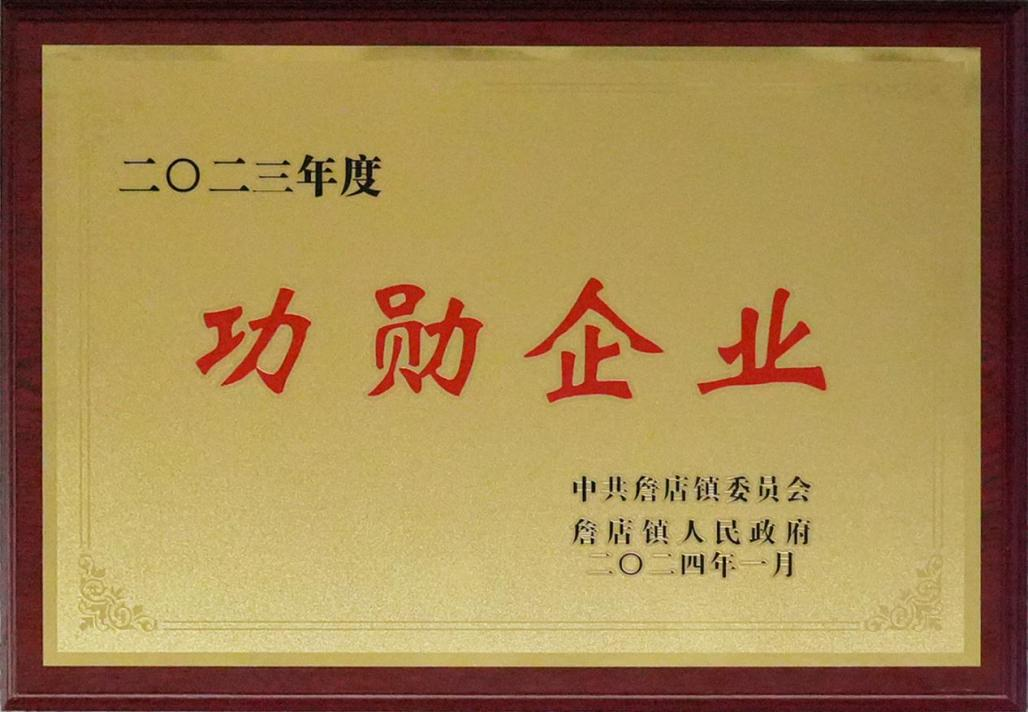 二〇二三年度
功勋企业
中共詹店镇委员会
詹店镇人民政府
二〇二四年一月